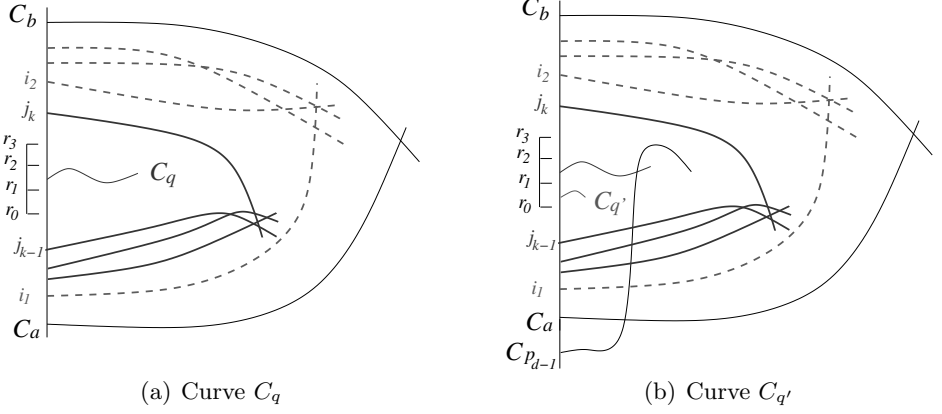 C_b
i_2
j_k
r_3
r_2
r_1
r_0
C_q
j_{k-1}
i_1
C_a
(a) Curve C_q
C_b
i_2
j_k
r_3
r_2
r_1
r_0
C_{q'}
j_{k-1}
i_1
C_a
C_{p_{d-1}}
(b) Curve C_{q'}